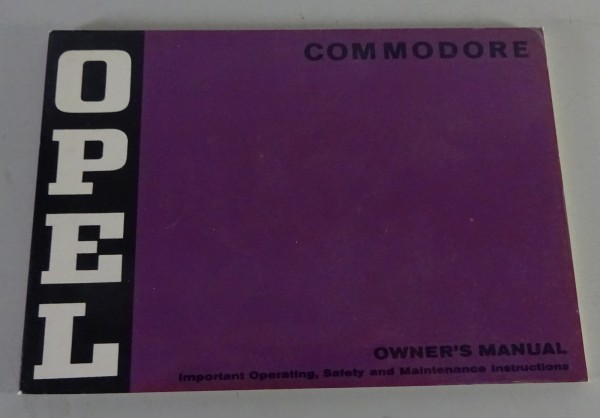 OPEL
COMMODORE
OWNER'S MANUAL
Important Operating, Safety and Maintenance Instructions